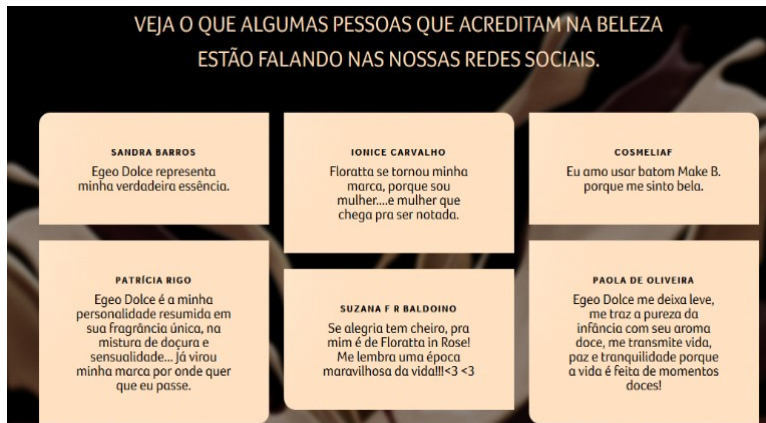 VEJA O QUE ALGUMAS PESSOAS QUE ACREDITAM NA BELEZA
ESTÃO FALANDO NAS NOSSAS REDES SOCIAIS.
SANDRA BARROS
Egeo Dolce representa
minha verdadeira essência.
IONICE CARVALHO
Floratta se tornou minha
marca, porque sou
mulher....e mulher que
chega pra ser notada.
COSMELIAF
Eu amo usar batom Make B.
porque me sinto bela.
PATRÍCIA RIGO
Egeo Dolce é a minha
personalidade resumida em
sua fragrância única, na
mistura de doçura e
sensualidade... Já virou
minha marca por onde quer
que eu passe.
SUZANA F R BALDOINO
Se alegria tem cheiro, pra
mim é de Floratta in Rose!
Me lembra uma época
maravilhosa da vida!!!<3 <3
PAOLA DE OLIVEIRA
Egeo Dolce me deixa leve,
me traz a pureza da
infância com seu aroma
doce, me transmite vida,
paz e tranquilidade porque
a vida é feita de momentos
doces!